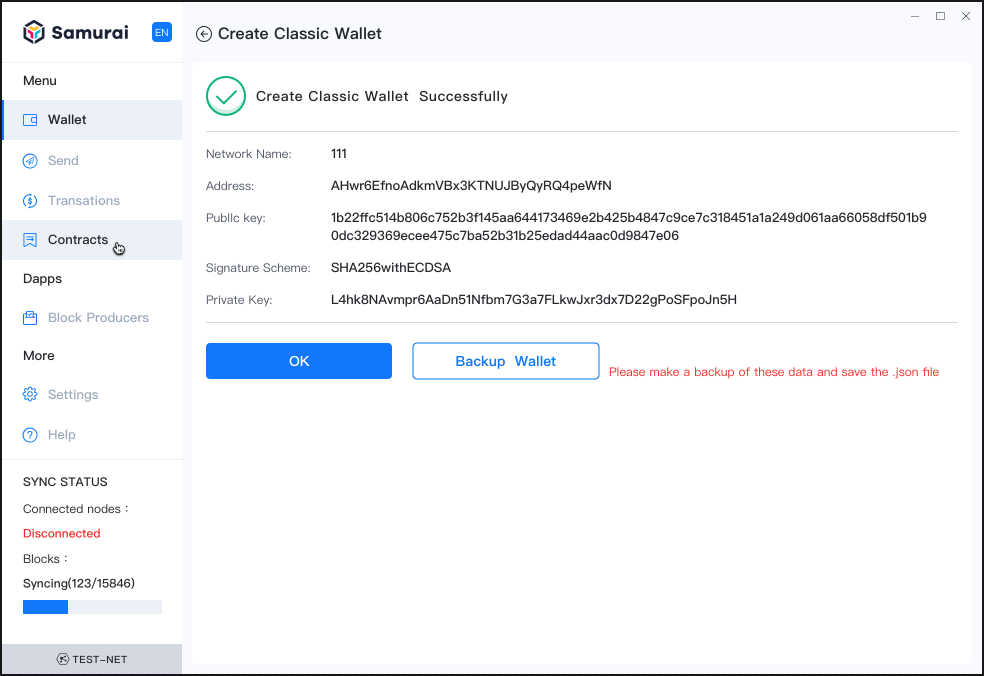 Samurai
EN
Create Classic Wallet
Menu
Wallet
Send
Transations
Contracts
Dapps
Block Producers
More
Settings
Help
SYNC STATUS
Connected nodes :
Disconnected
Blocks :
Syncing(123/15846)
TEST-NET
Create Classic Wallet Successfully
Network Name: 111
Address: AHwr6EfnoAdkmVBx3KTNUJByQyRQ4peWfN
Publlc key: 1b22ffc514b806c752b3f145aa644173469e2b425b4847c9ce7c318451a1a249d061aa66058df501b9
0dc329369ecee475c7ba52b31b25edad44aac0d9847e06
Signature Scheme: SHA256withECDSA
Private Key: L4hk8NAvmpr6AaDn51Nfbm7G3a7FLkwJxr3dx7D22gPoSFpoJn5H
OK
Backup Wallet
Please make a backup of these data and save the .json file